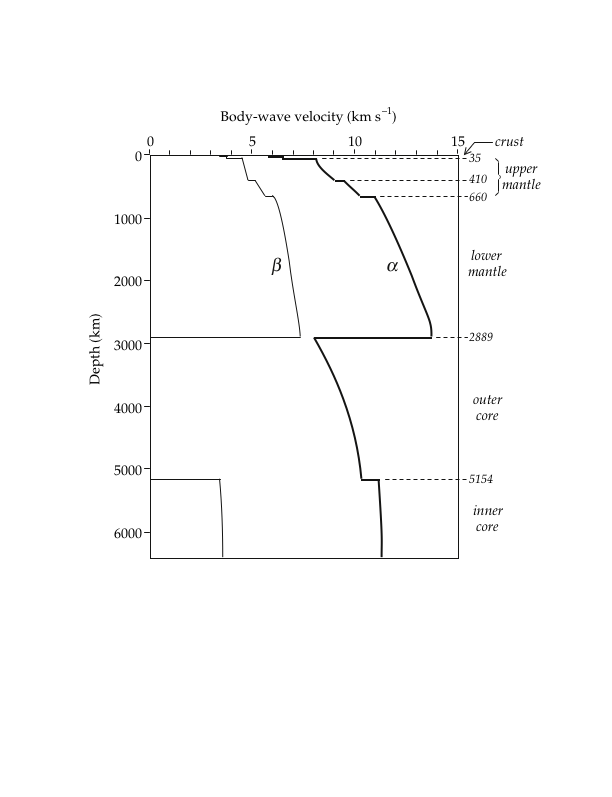 Body-wave velocity (km s⁻¹)
0 5 10 15
crust
0
35
upper
mantle
410
660
1000
lower
mantle
β
α
2000
Depth (km)
3000
2889
outer
core
4000
5000
5154
inner
core
6000